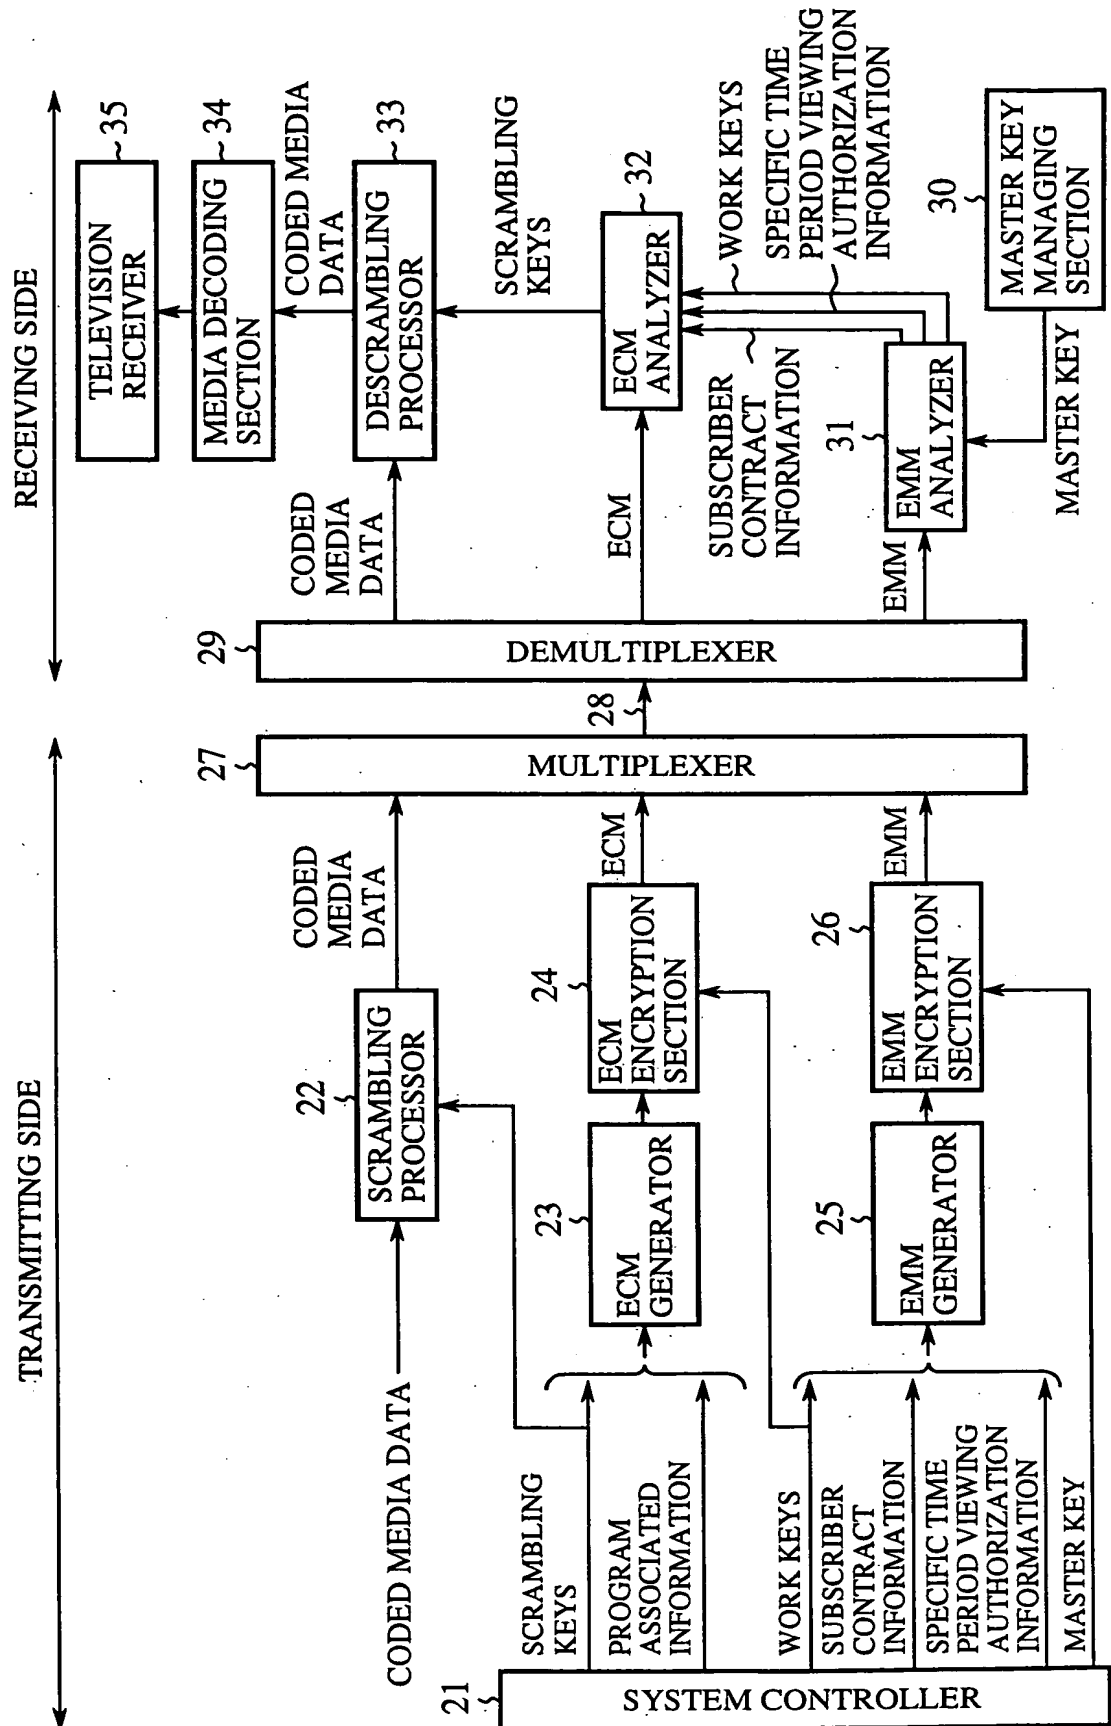 TRANSMITTING SIDE
RECEIVING SIDE
21
SYSTEM CONTROLLER
CODED MEDIA DATA
SCRAMBLING
KEYS
PROGRAM
ASSOCIATED
INFORMATION
WORK KEYS
SUBSCRIBER
CONTRACT
INFORMATION
SPECIFIC TIME
PERIOD VIEWING
AUTHORIZATION
INFORMATION
MASTER KEY
22
SCRAMBLING
PROCESSOR
23
ECM
GENERATOR
24
ECM
ENCRYPTION
SECTION
25
EMM
GENERATOR
26
EMM
ENCRYPTION
SECTION
CODED
MEDIA
DATA
ECM
EMM
27
MULTIPLEXER
28
29
DEMULTIPLEXER
CODED
MEDIA
DATA
ECM
EMM
35
TELEVISION
RECEIVER
34
MEDIA DECODING
SECTION
CODED MEDIA
DATA
33
DESCRAMBLING
PROCESSOR
SCRAMBLING
KEYS
32
ECM
ANALYZER
SUBSCRIBER
CONTRACT
INFORMATION
WORK KEYS
SPECIFIC TIME
PERIOD VIEWING
AUTHORIZATION
INFORMATION
31
EMM
ANALYZER
30
MASTER KEY
MANAGING
SECTION
MASTER KEY